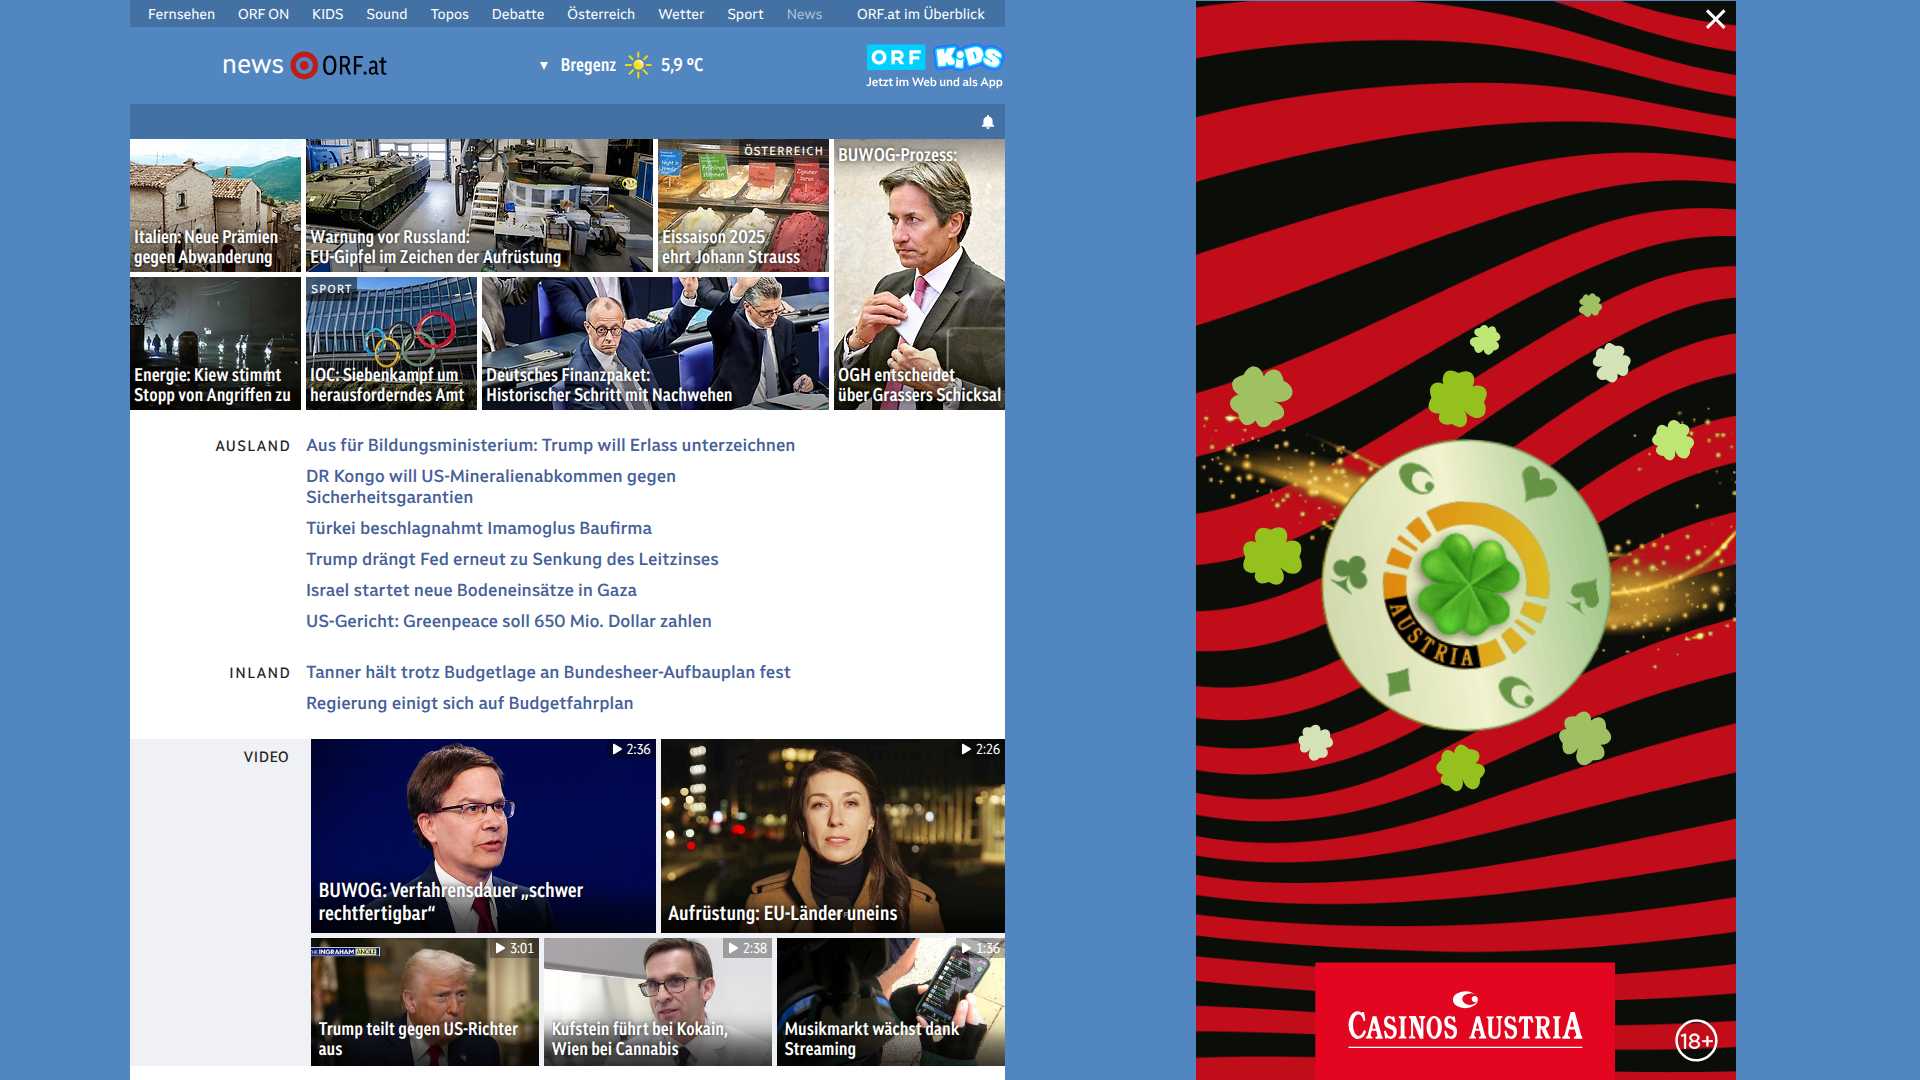 Fernsehen ORF ON KIDS Sound Topos Debatte Österreich Wetter Sport News ORF.at im Überblick
news ORF.at
Bregenz 5,9 °C
ORF KiDS
Jetzt im Web und als App
Italien: Neue Prämien
gegen Abwanderung
Warnung vor Russland:
EU-Gipfel im Zeichen der Aufrüstung
ÖSTERREICH
Eissaison 2025
ehrt Johann Strauss
BUWOG-Prozess:
OGH entscheidet
über Grassers Schicksal
Energie: Kiew stimmt
Stopp von Angriffen zu
SPORT
IOC: Siebenkampf um
herausforderndes Amt
Deutsches Finanzpaket:
Historischer Schritt mit Nachwehen
AUSLAND
Aus für Bildungsministerium: Trump will Erlass unterzeichnen
DR Kongo will US-Mineralienabkommen gegen
Sicherheitsgarantien
Türkei beschlagnahmt Imamoglus Baufirma
Trump drängt Fed erneut zu Senkung des Leitzinses
Israel startet neue Bodeneinsätze in Gaza
US-Gericht: Greenpeace soll 650 Mio. Dollar zahlen
INLAND
Tanner hält trotz Budgetlage an Bundesheer-Aufbauplan fest
Regierung einigt sich auf Budgetfahrplan
VIDEO
2:36
BUWOG: Verfahrensdauer „schwer
rechtfertigbar“
2:26
Aufrüstung: EU-Länder uneins
INGRAHAM
3:01
Trump teilt gegen US-Richter
aus
2:38
Kufstein führt bei Kokain,
Wien bei Cannabis
1:36
Musikmarkt wächst dank
Streaming
AUSTRIA
CASINOS AUSTRIA
18+